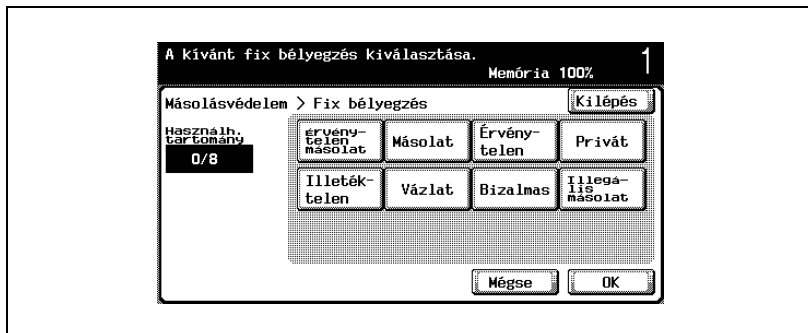 A kívánt fix bélyegzés kiválasztása.
Memória 100% 1
Másolásvédelem > Fix bélyegzés
Kilépés
Használh.
tartomány
0/8
érvény-
telen
másolat
Másolat
Érvény-
telen
Privát
Illeték-
telen
Vázlat
Bizalmas
Illegá-
lis
másolat
Mégse
OK